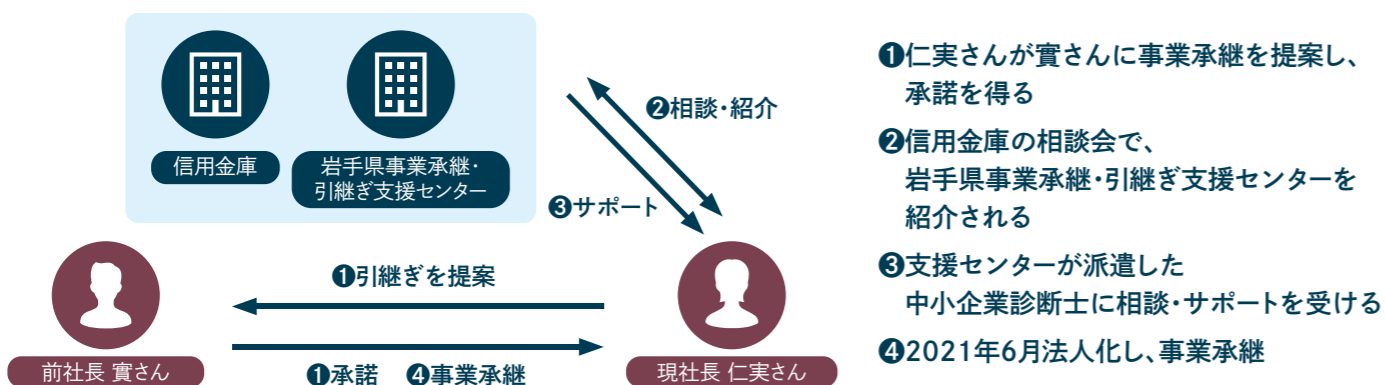 信用金庫
岩手県事業承継・
引継ぎ支援センター
❷相談・紹介
❸サポート
❶引継ぎを提案
❶承諾 ❹事業承継
前社長 實さん
現社長 仁実さん
❶仁実さんが實さんに事業承継を提案し、
承諾を得る
❷信用金庫の相談会で、
岩手県事業承継・引継ぎ支援センターを
紹介される
❸支援センターが派遣した
中小企業診断士に相談・サポートを受ける
❹2021年6月法人化し、事業承継